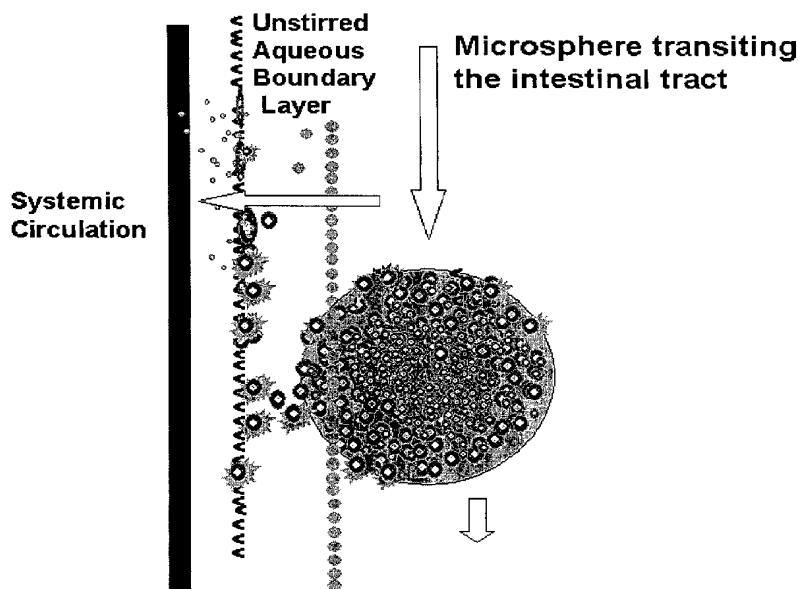 Unstirred
Aqueous
Boundary
Layer
Microsphere transiting
the intestinal tract
Systemic
Circulation